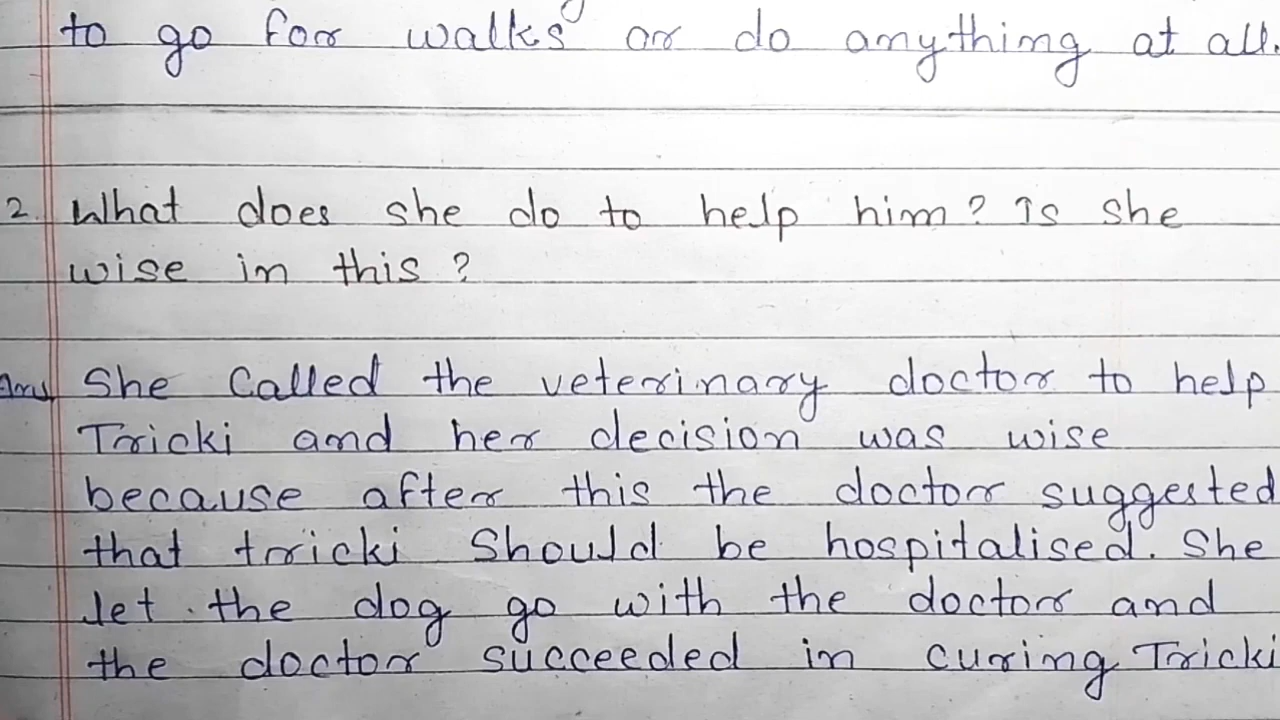 to go for walks or do anything at all.
2. What does she do to help him? Is she
wise in this?
Ans She Called the veterinary doctor to help
Tricki and her decision was wise
because after this the doctor suggested
that tricki Should be hospitalised. She
let the dog go with the doctor and
the doctor succeeded in curing Tricki